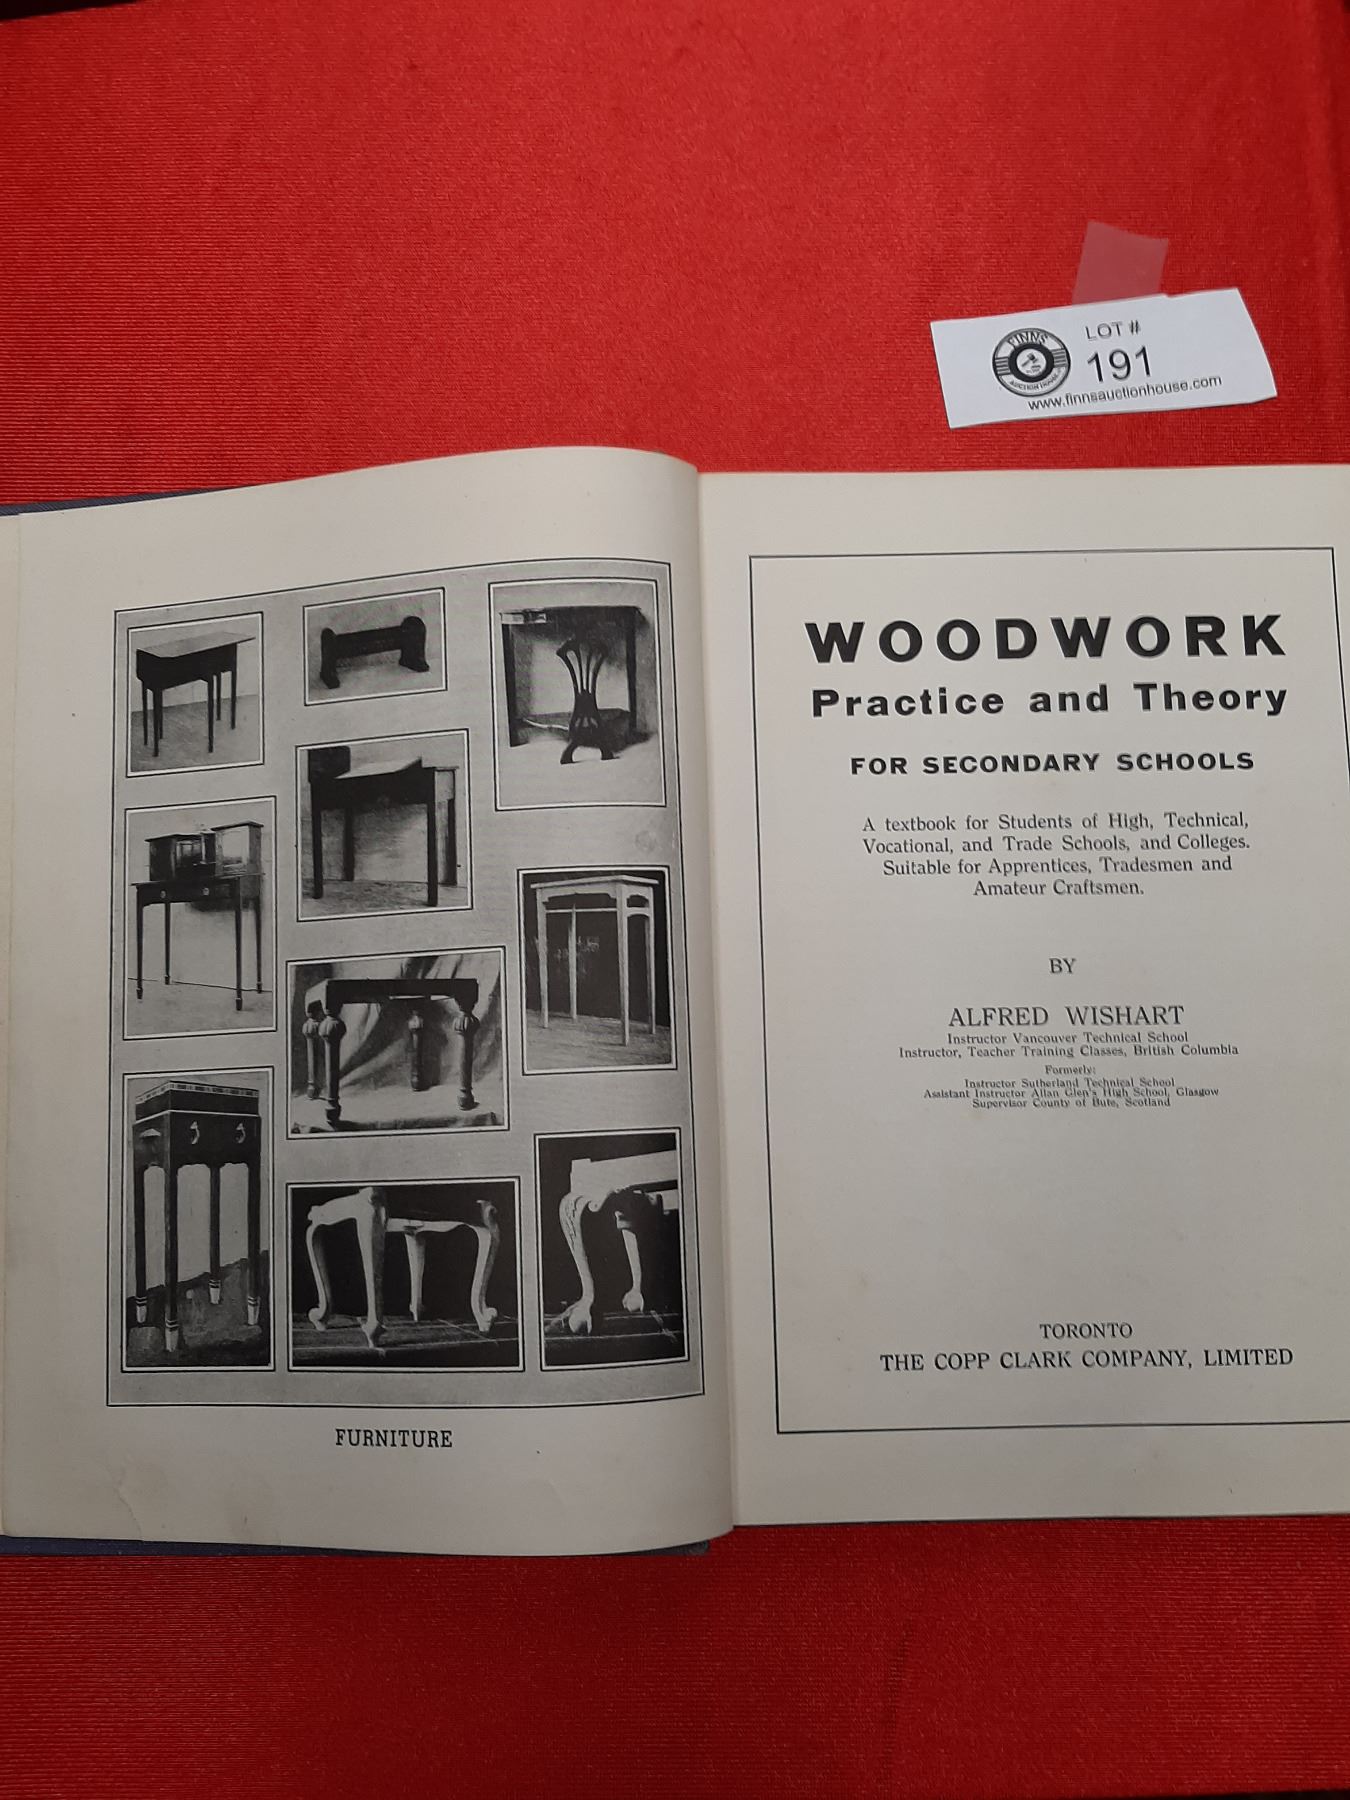 FINNS
AUCTION HOUSE
LOT #
191
www.finnsauctionhouse.com
FURNITURE
WOODWORK
Practice and Theory
FOR SECONDARY SCHOOLS
A textbook for Students of High, Technical,
Vocational, and Trade Schools, and Colleges.
Suitable for Apprentices, Tradesmen and
Amateur Craftsmen.
BY
ALFRED WISHART
Instructor Vancouver Technical School
Instructor, Teacher Training Classes, British Columbia
Formerly:
Instructor Sutherland Technical School
Assistant Instructor Allan Glen's High School, Glasgow
Supervisor County of Bute, Scotland
TORONTO
THE COPP CLARK COMPANY, LIMITED